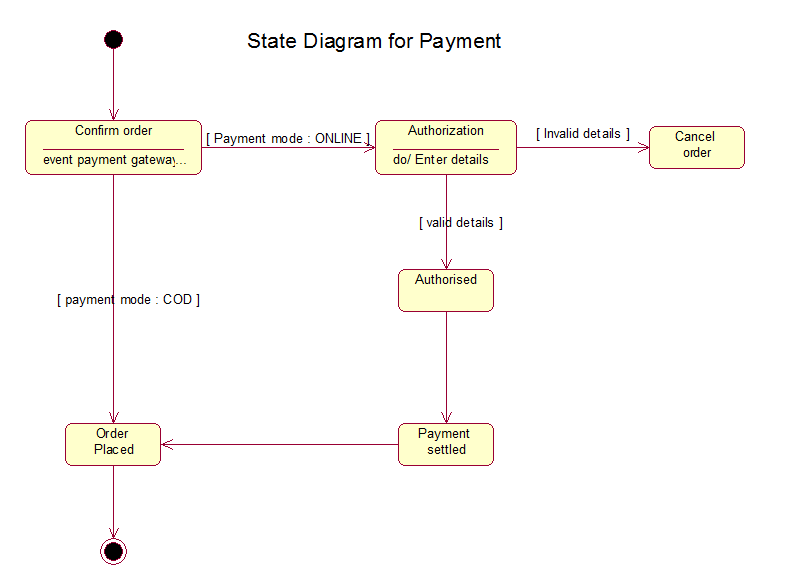 State Diagram for Payment
Confirm order
event payment gateway...
[ Payment mode : ONLINE ]
Authorization
do/ Enter details
[ Invalid details ]
Cancel
order
[ valid details ]
Authorised
[ payment mode : COD ]
Order
Placed
Payment
settled